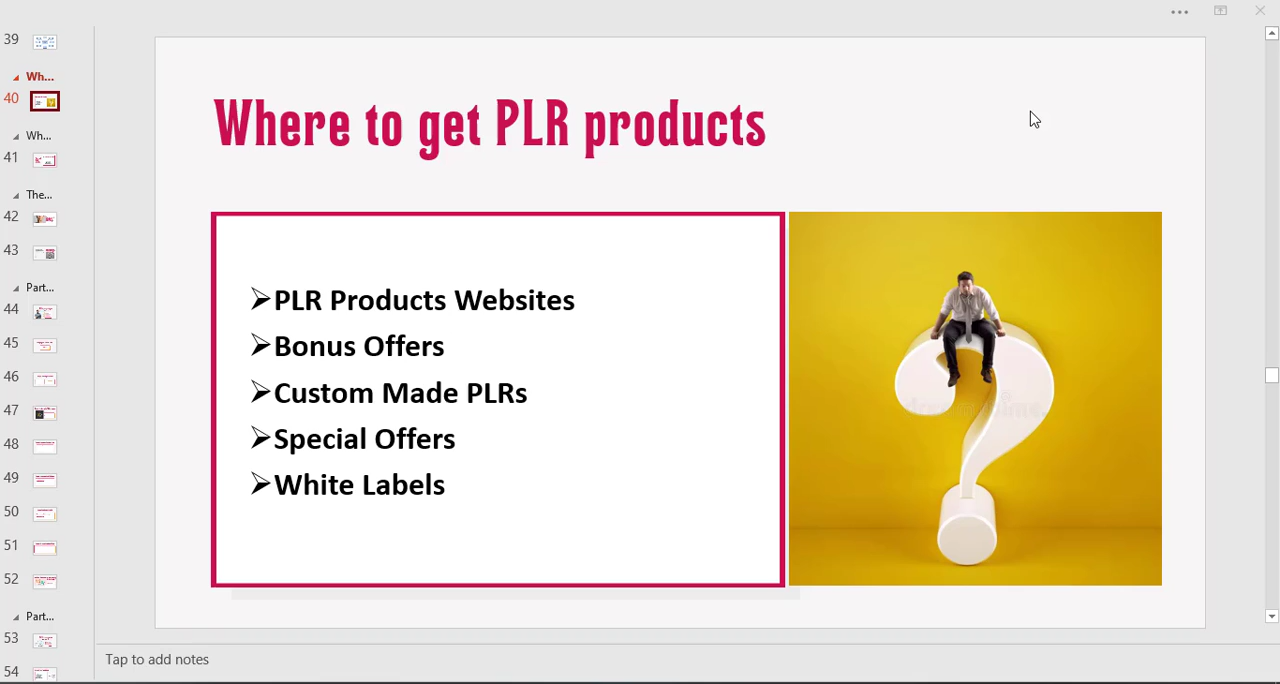 39
Wh...
40
Wh...
41
The...
42
43
Part...
44
45
46
47
48
49
50
51
52
Part...
53
54
Where to get PLR products
➢PLR Products Websites
➢Bonus Offers
➢Custom Made PLRs
➢Special Offers
➢White Labels
Tap to add notes